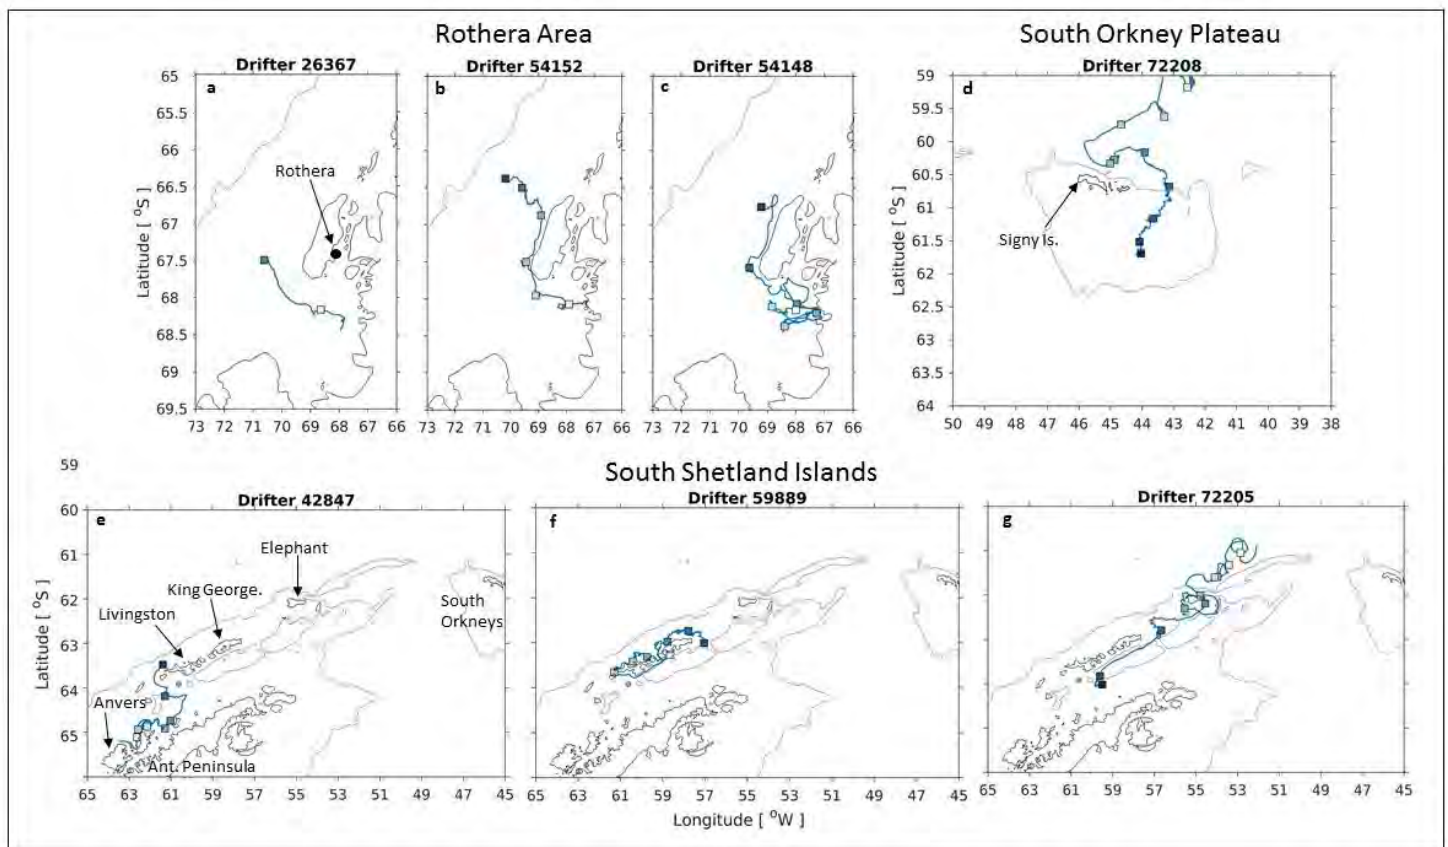 Rothera Area
South Orkney Plateau
Drifter 26367
Drifter 54152
Drifter 54148
Drifter 72208
a
b
c
d
65
65.5
66
66.5
67
67.5
68
68.5
69
69.5
Latitude [ °S ]
Rothera
73 72 71 70 69 68 67 66
73 72 71 70 69 68 67 66
73 72 71 70 69 68 67 66
59
59.5
60
60.5
61
61.5
62
62.5
63
63.5
64
Latitude [ °S ]
Signy Is.
50 49 48 47 46 45 44 43 42 41 40 39 38
South Shetland Islands
Drifter 42847
Drifter 59889
Drifter 72205
e
f
g
59
60
61
62
63
64
65
Latitude [ °S ]
Elephant
King George.
Livingston
South
Orkneys
Anvers
Ant. Peninsula
65 63 61 59 57 55 53 51 49 47 45
61 59 57 55 53 51 49 47 45
65 63 61 59 57 55 53 51 49 47 45
Longitude [ °W ]